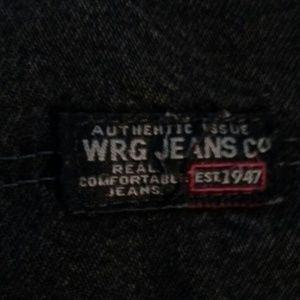 AUTHENTIC ISSUE
WRG JEANS CO
REAL
COMFORTABLE
JEANS.
EST.1947